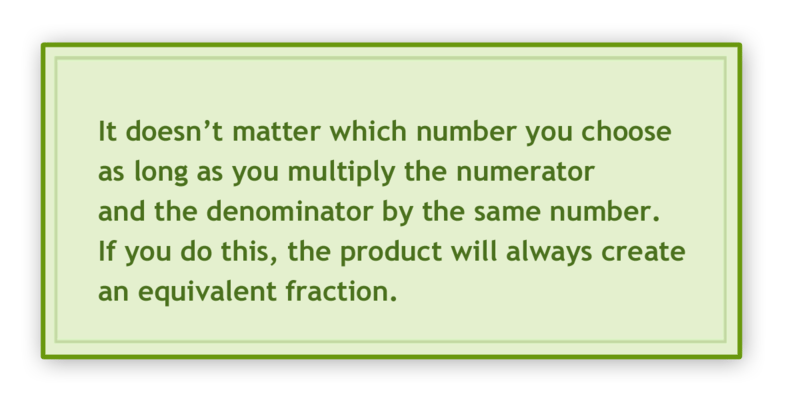 It doesn’t matter which number you choose
as long as you multiply the numerator
and the denominator by the same number.
If you do this, the product will always create
an equivalent fraction.